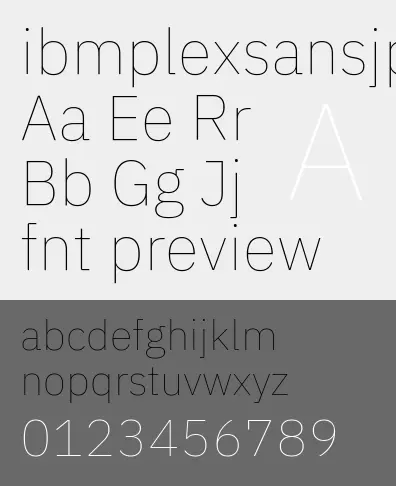 ibmplexsansjp
Aa Ee Rr
A
Bb Gg Jj
fnt preview
abcdefghijklm
nopqrstuvwxyz
0123456789